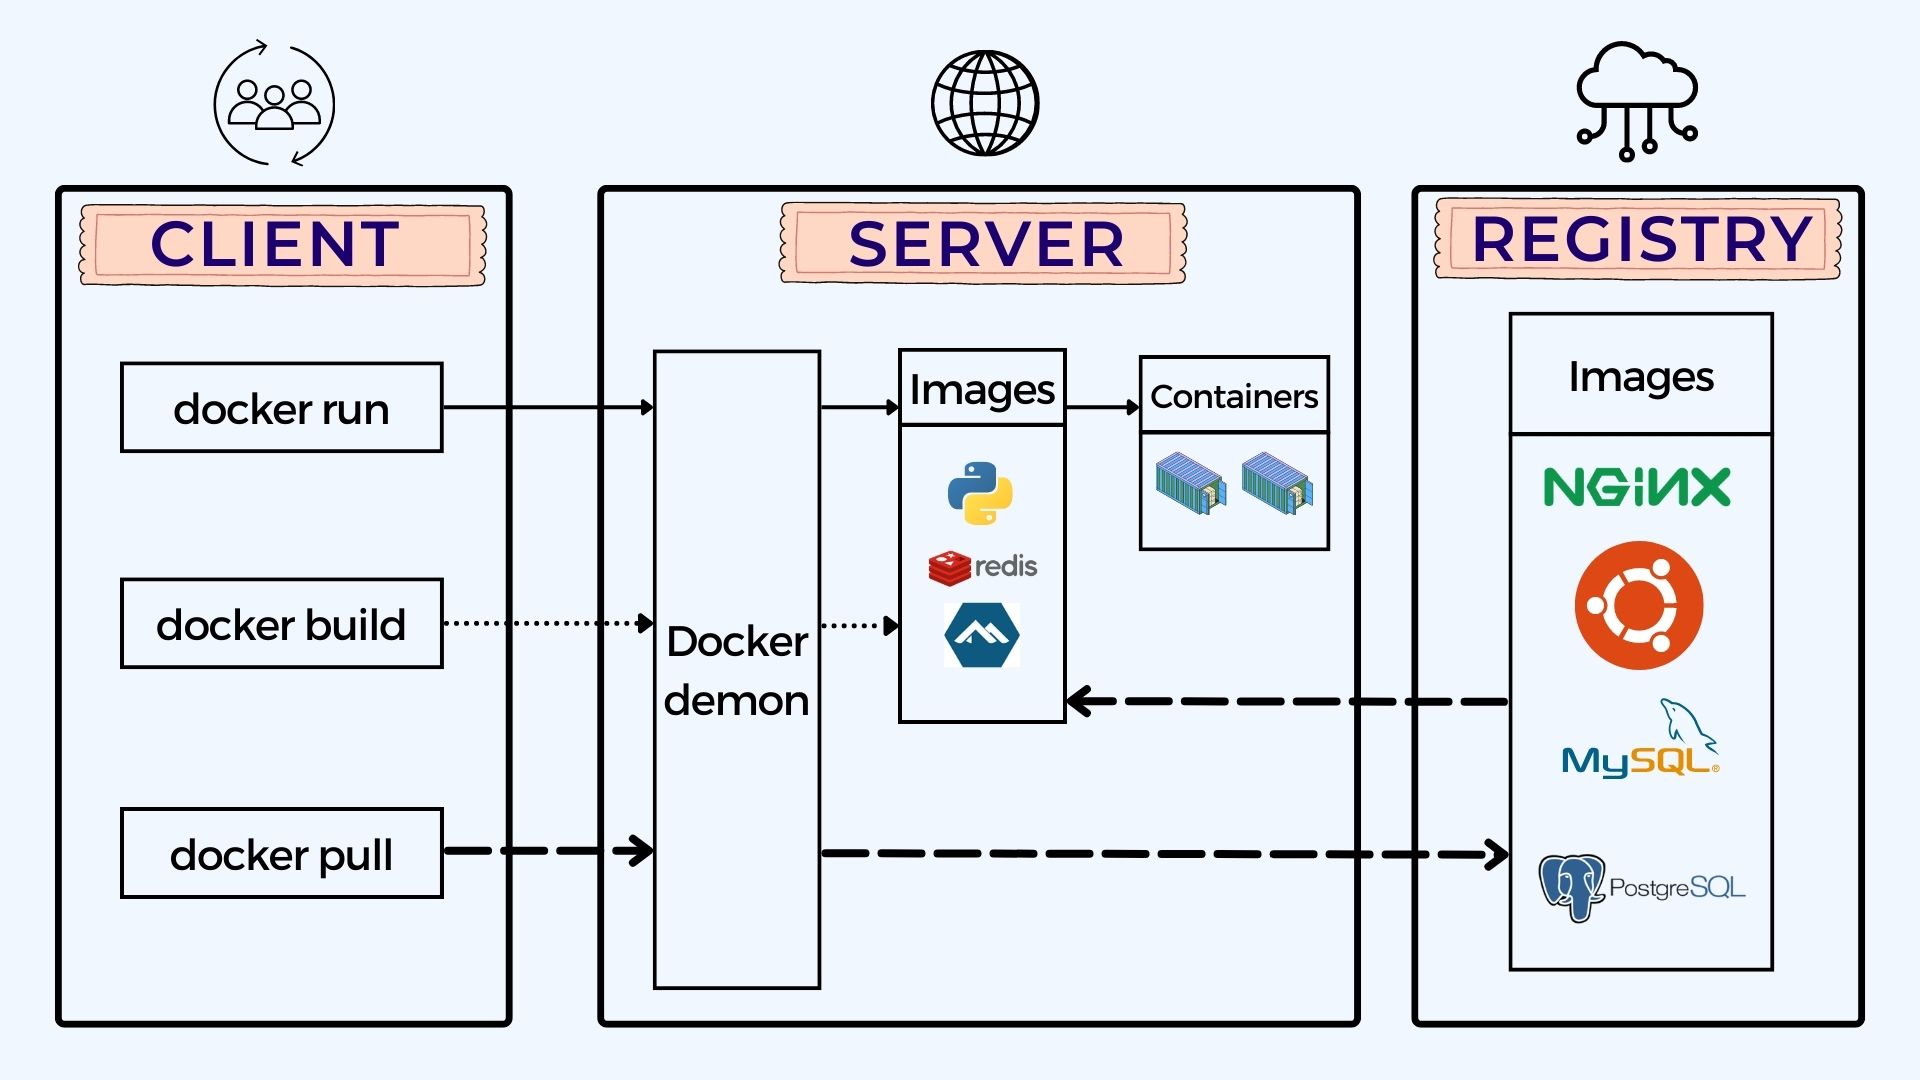 CLIENT
SERVER
REGISTRY
docker run
docker build
docker pull
Docker
demon
Images
redis
Containers
Images
NGINX
MySQL®
PostgreSQL